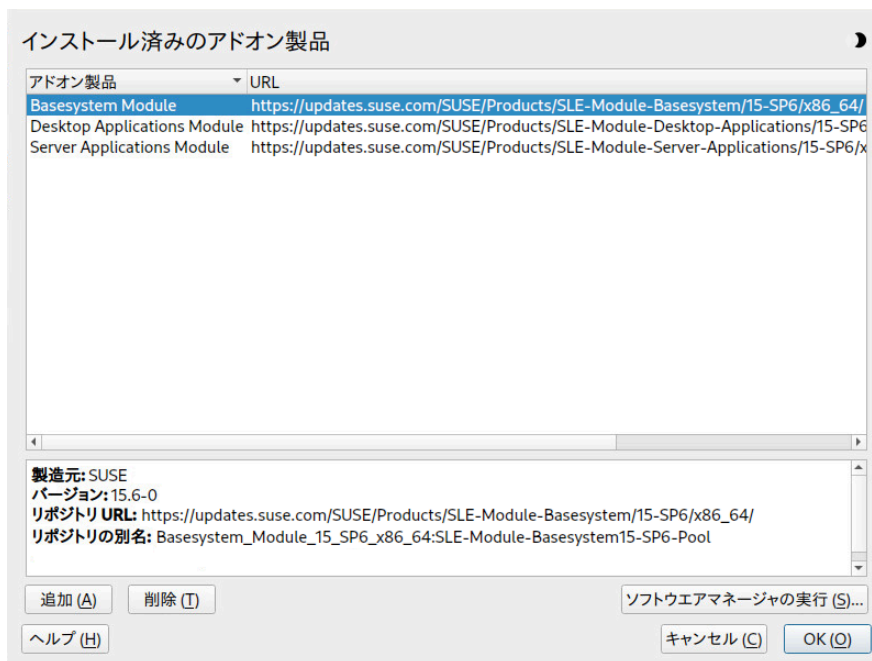 インストール済みのアドオン製品
アドオン製品 URL
Basesystem Module https://updates.suse.com/SUSE/Products/SLE-Module-Basesystem/15-SP6/x86_64/
Desktop Applications Module https://updates.suse.com/SUSE/Products/SLE-Module-Desktop-Applications/15-SP6
Server Applications Module https://updates.suse.com/SUSE/Products/SLE-Module-Server-Applications/15-SP6/x
製造元: SUSE
バージョン: 15.6-0
リポジトリ URL: https://updates.suse.com/SUSE/Products/SLE-Module-Basesystem/15-SP6/x86_64/
リポジトリの別名: Basesystem_Module_15_SP6_x86_64:SLE-Module-Basesystem15-SP6-Pool
追加 (A) 削除 (T) ソフトウエアマネージャの実行 (S)...
ヘルプ (H) キャンセル (C) OK (O)